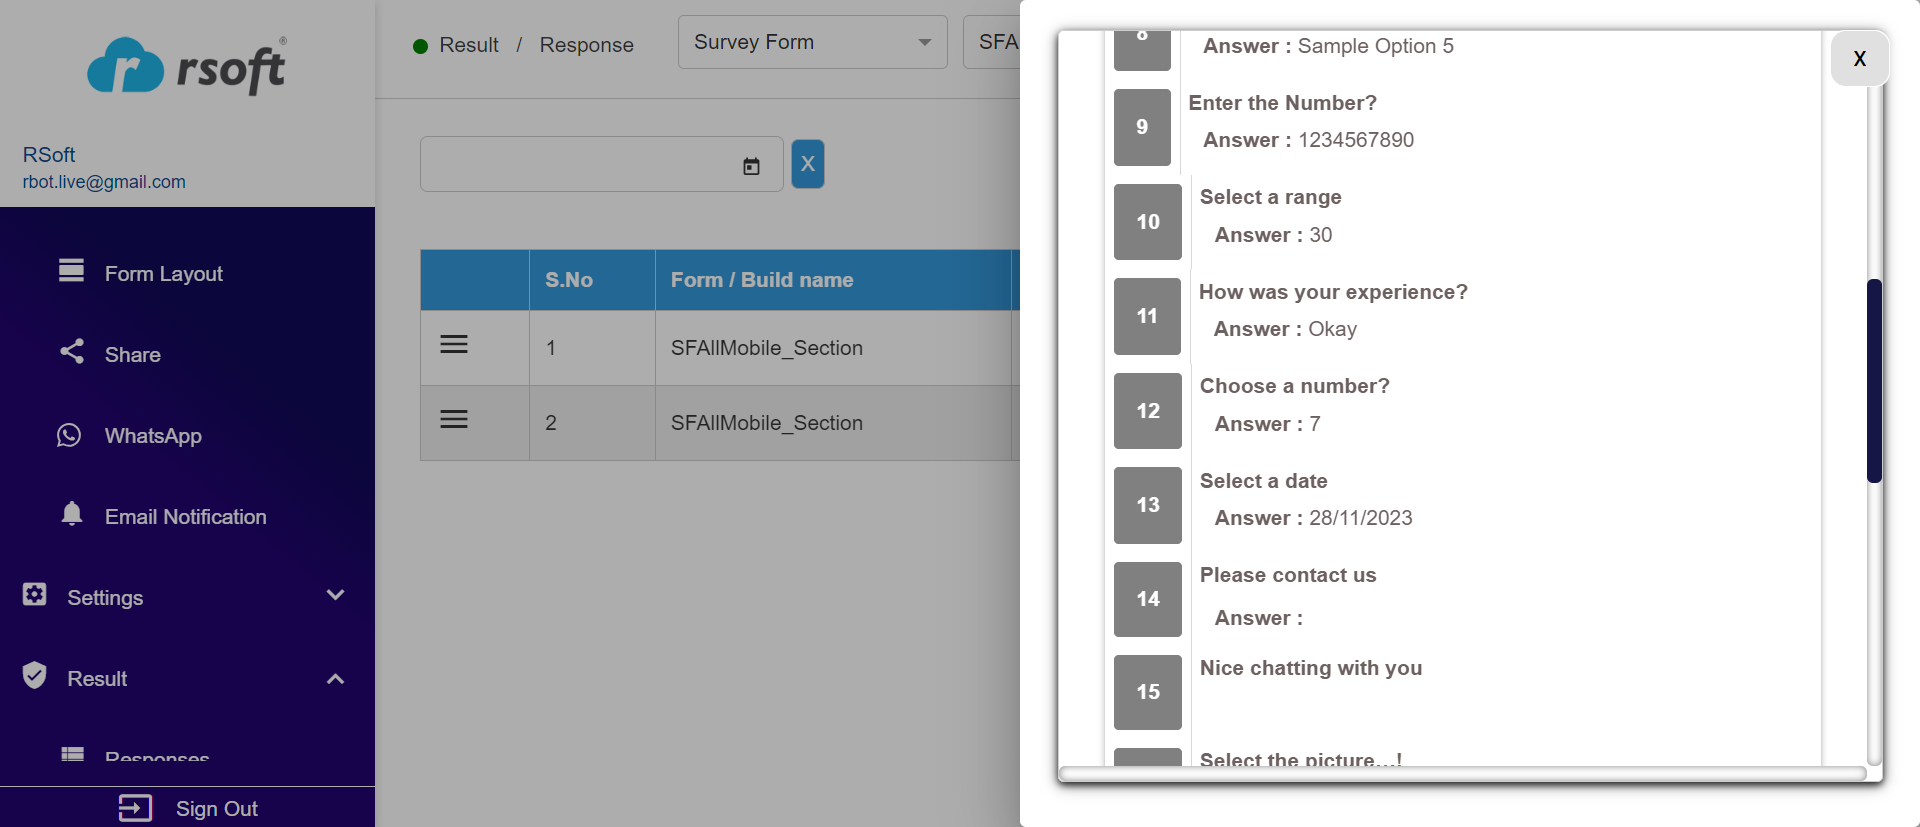 rsoft®
RSoft
rbot.live@gmail.com
Form Layout
Share
WhatsApp
Email Notification
Settings
Result
Responses
Sign Out
Result / Response
Survey Form
SFA
X
S.No
Form / Build name
1
SFAllMobile_Section
2
SFAllMobile_Section
X
8
Answer : Sample Option 5
9
Enter the Number?
Answer : 1234567890
10
Select a range
Answer : 30
11
How was your experience?
Answer : Okay
12
Choose a number?
Answer : 7
13
Select a date
Answer : 28/11/2023
14
Please contact us
Answer :
15
Nice chatting with you
Select the picture...!